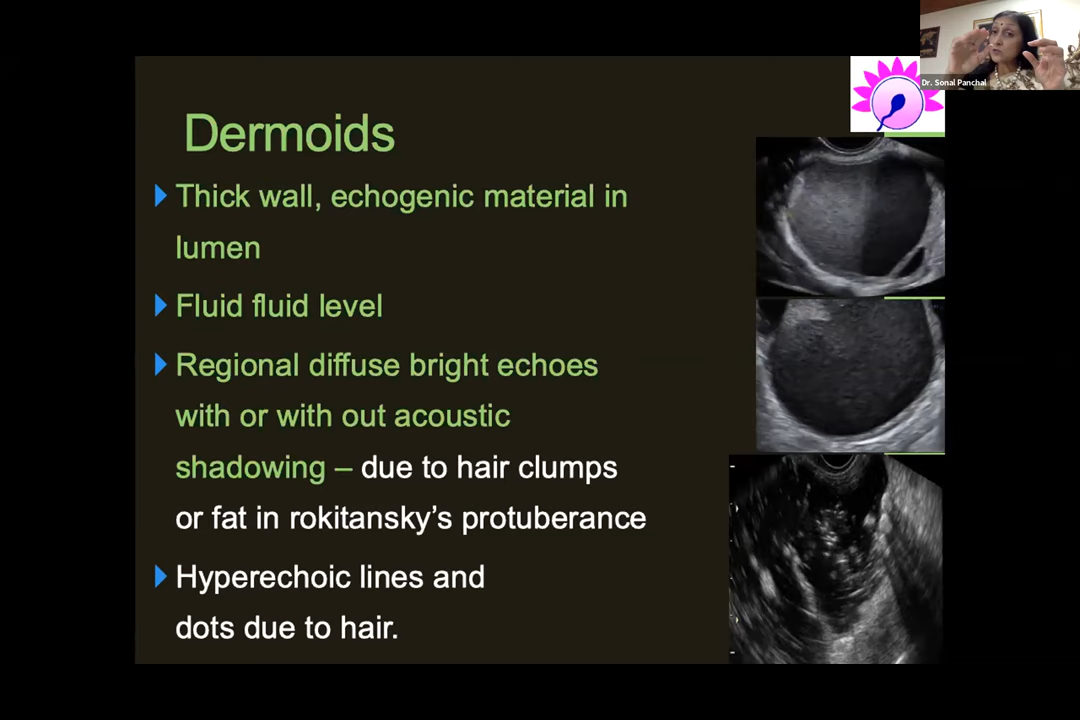 Dr. Sonal Panchal
Dermoids
Thick wall, echogenic material in
lumen
Fluid fluid level
Regional diffuse bright echoes
with or with out acoustic
shadowing – due to hair clumps
or fat in rokitansky’s protuberance
Hyperechoic lines and
dots due to hair.